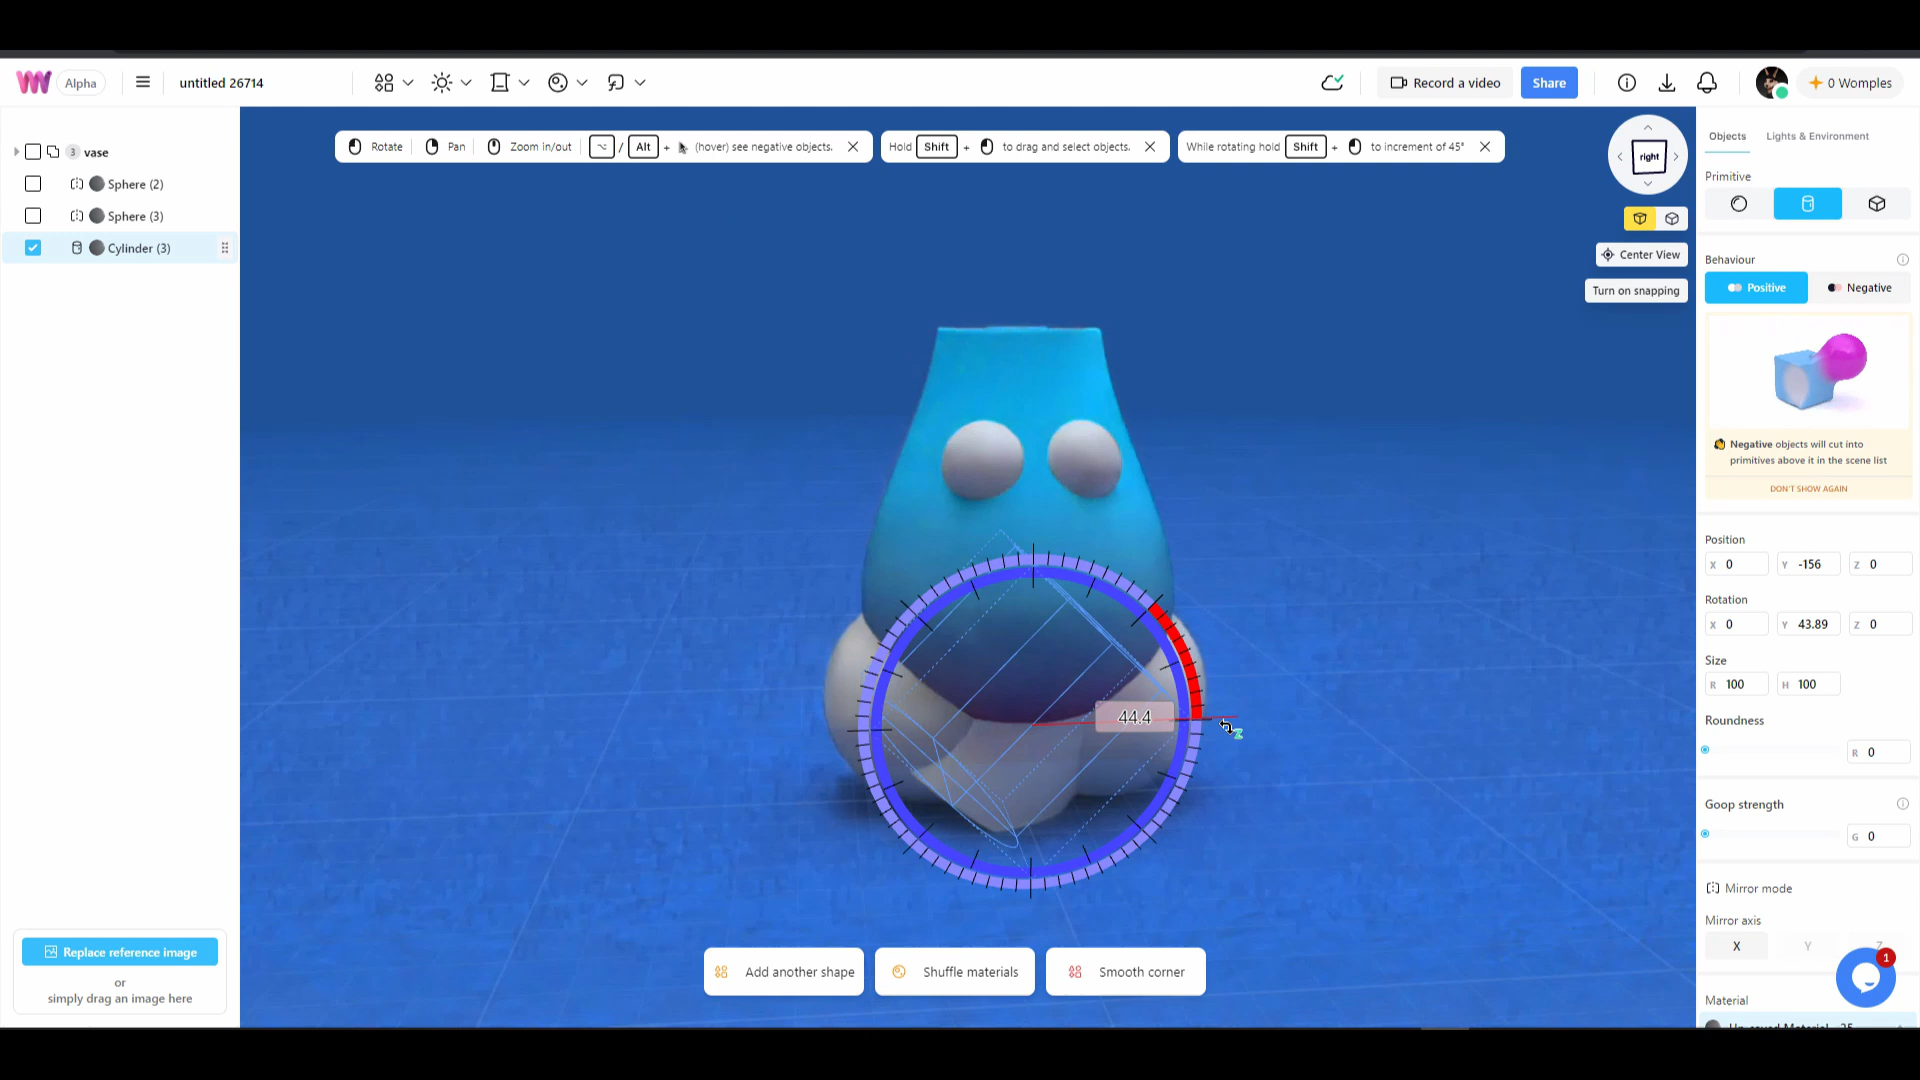 Alpha
untitled 26714
Record a video
Share
0 Womples
3 vase
Sphere (2)
Sphere (3)
Cylinder (3)
Rotate
Pan
Zoom in/out
/ Alt + (hover) see negative objects.
Hold Shift + to drag and select objects.
While rotating hold Shift + to increment of 45°
right
Center View
Turn on snapping
44.4
Z
Add another shape
Shuffle materials
Smooth corner
Replace reference image
or
simply drag an image here
Objects
Lights & Environment
Primitive
Behaviour
Positive
Negative
Negative objects will cut into
primitives above it in the scene list
DON'T SHOW AGAIN
Position
X 0 Y -156 Z 0
Rotation
X 0 Y 43.89 Z 0
Size
R 100 H 100
Roundness
R 0
Goop strength
G 0
Mirror mode
Mirror axis
X Y Z
1
Material